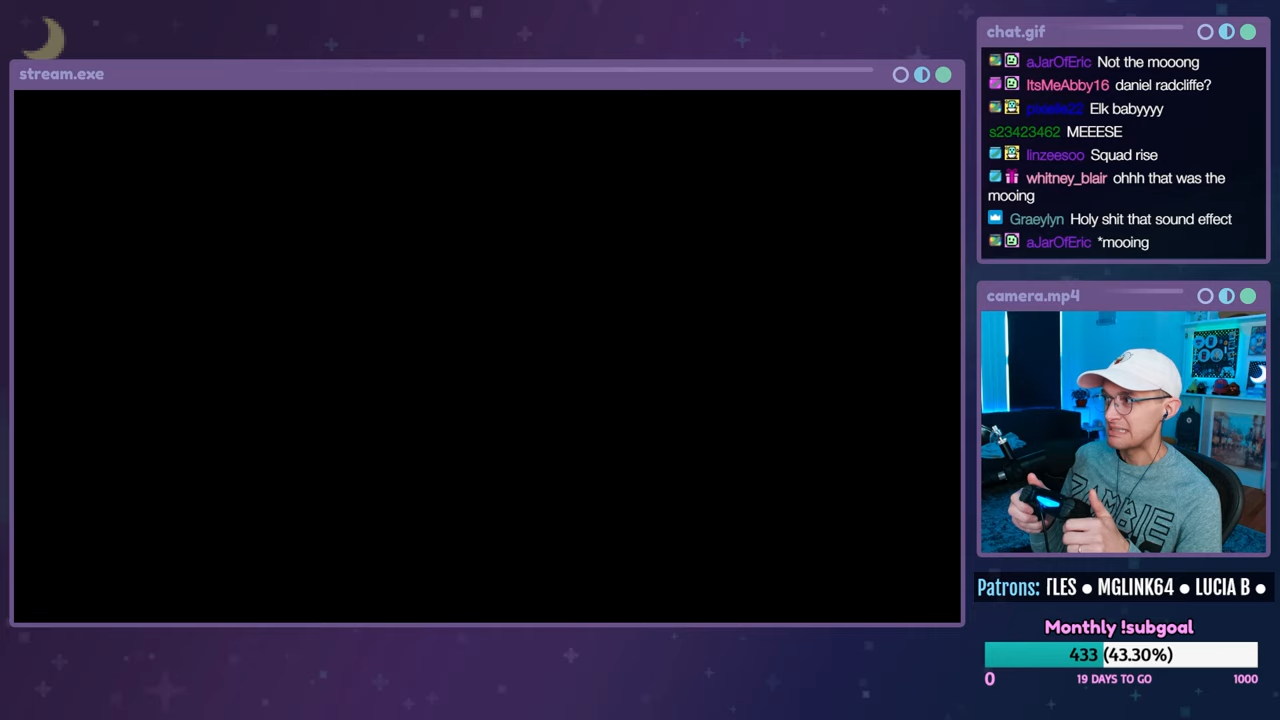 stream.exe
chat.gif
aJarOfEric Not the mooong
ItsMeAbby16 daniel radcliffe?
Elk babyyyy
s23423462 MEEESE
linzeesoo Squad rise
whitney_blair ohhh that was the
mooing
Graeylyn Holy shit that sound effect
aJarOfEric *mooing
camera.mp4
ZAMBIE
Patrons: TLES ● MGLINK64 ● LUCIA B ●
Monthly !subgoal
433 (43.30%)
0 19 DAYS TO GO 1000